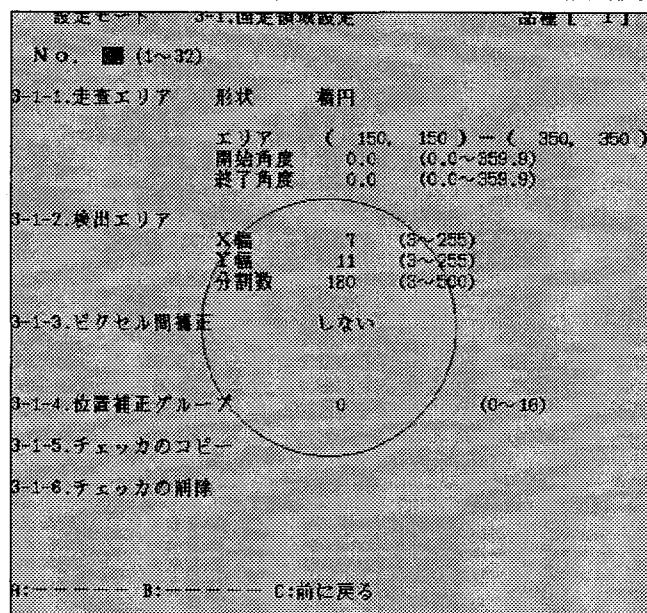 設定モード 3-1.固定領域設定 品種 [ 1]
No. (1~32)
3-1-1.走査エリア 形状 楕円
エリア ( 150, 150 ) − ( 350, 350 )
開始角度 0.0 (0.0~359.9)
終了角度 0.0 (0.0~359.9)
3-1-2.検出エリア
X幅 7 (3~255)
Y幅 11 (3~255)
分割数 180 (3~500)
3-1-3.ピクセル間補正 しない
3-1-4.位置補正グループ 0 (0~16)
3-1-5.チェッカのコピー
3-1-6.チェッカの削除
A:−−−−− B:−−−−−− C:前に戻る